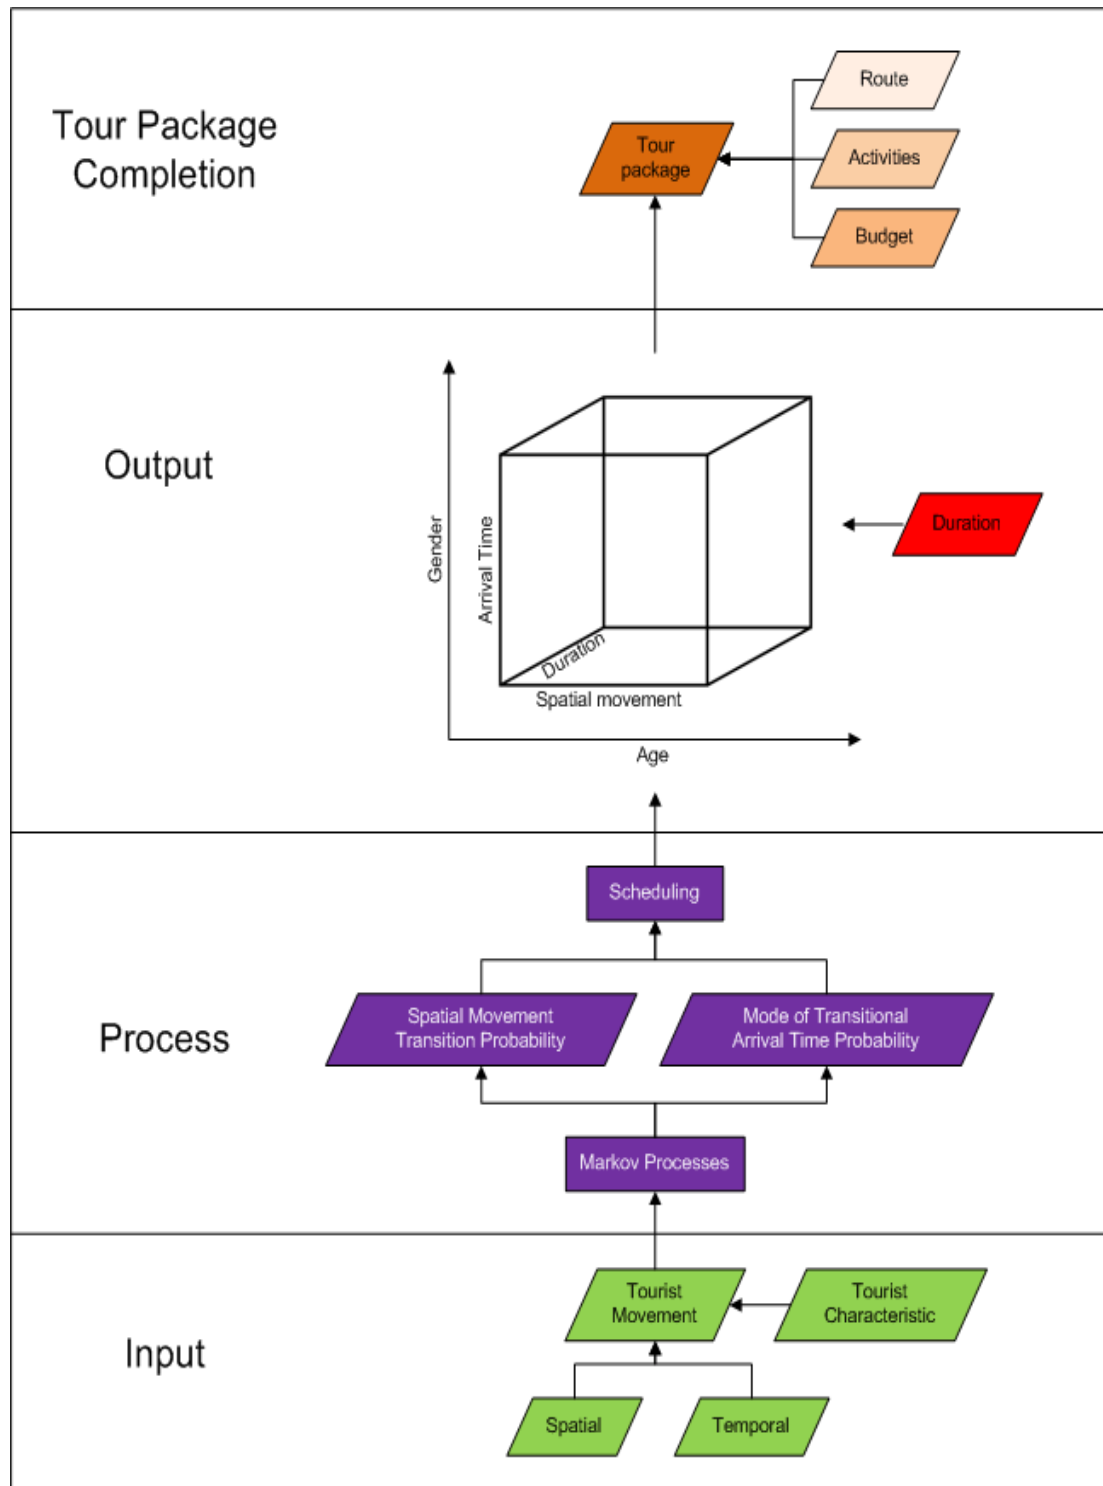 Tour Package
Completion
Route
Tour
package
Activities
Budget
Output
Gender
Arrival Time
Duration
Duration
Spatial movement
Age
Scheduling
Process
Spatial Movement
Transition Probability
Mode of Transitional
Arrival Time Probability
Markov Processes
Input
Tourist
Movement
Tourist
Characteristic
Spatial
Temporal